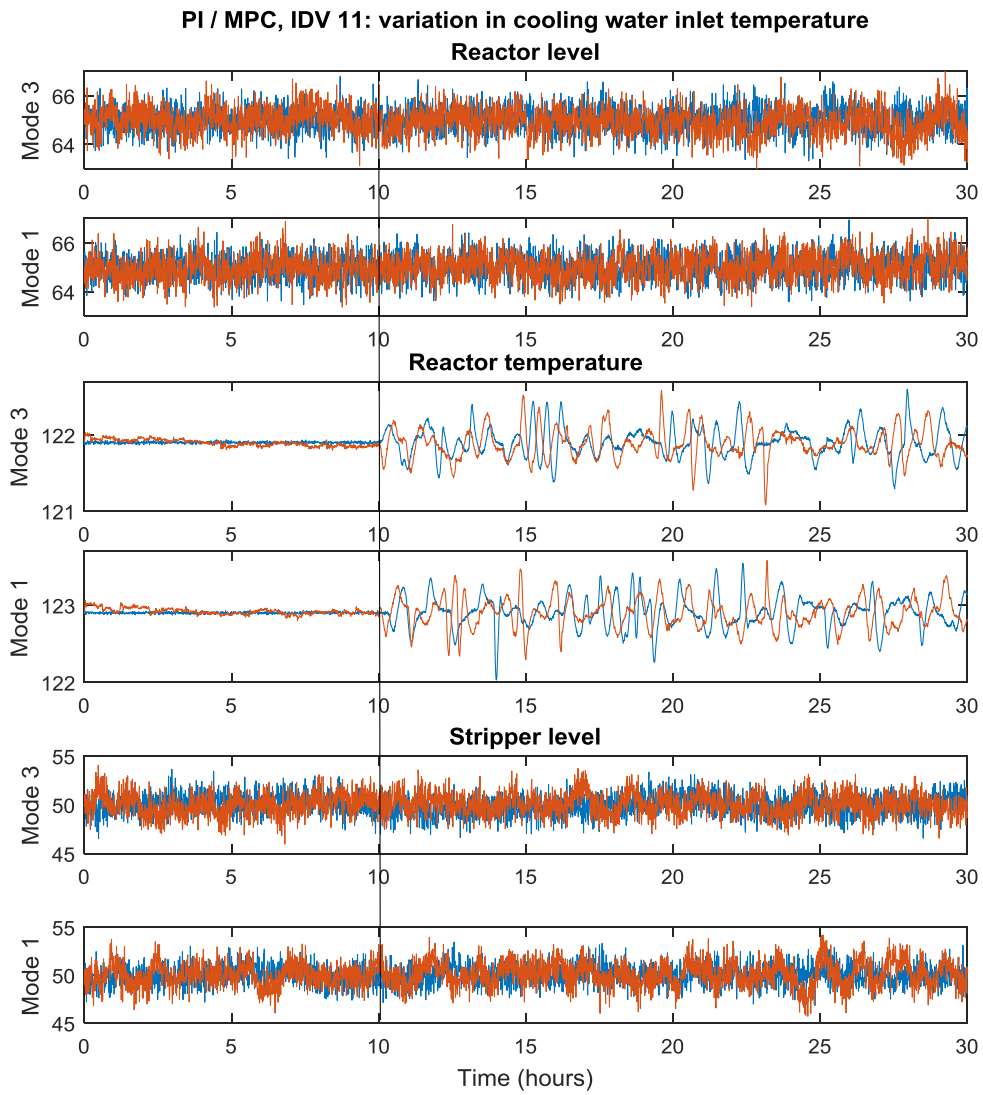 PI / MPC, IDV 11: variation in cooling water inlet temperature
Reactor level
Mode 3
66
64
0 5 10 15 20 25 30
Mode 1
66
64
0 5 10 15 20 25 30
Reactor temperature
Mode 3
122
121
0 5 10 15 20 25 30
Mode 1
123
122
0 5 10 15 20 25 30
Stripper level
Mode 3
55
50
45
0 5 10 15 20 25 30
Mode 1
55
50
45
0 5 10 15 20 25 30
Time (hours)